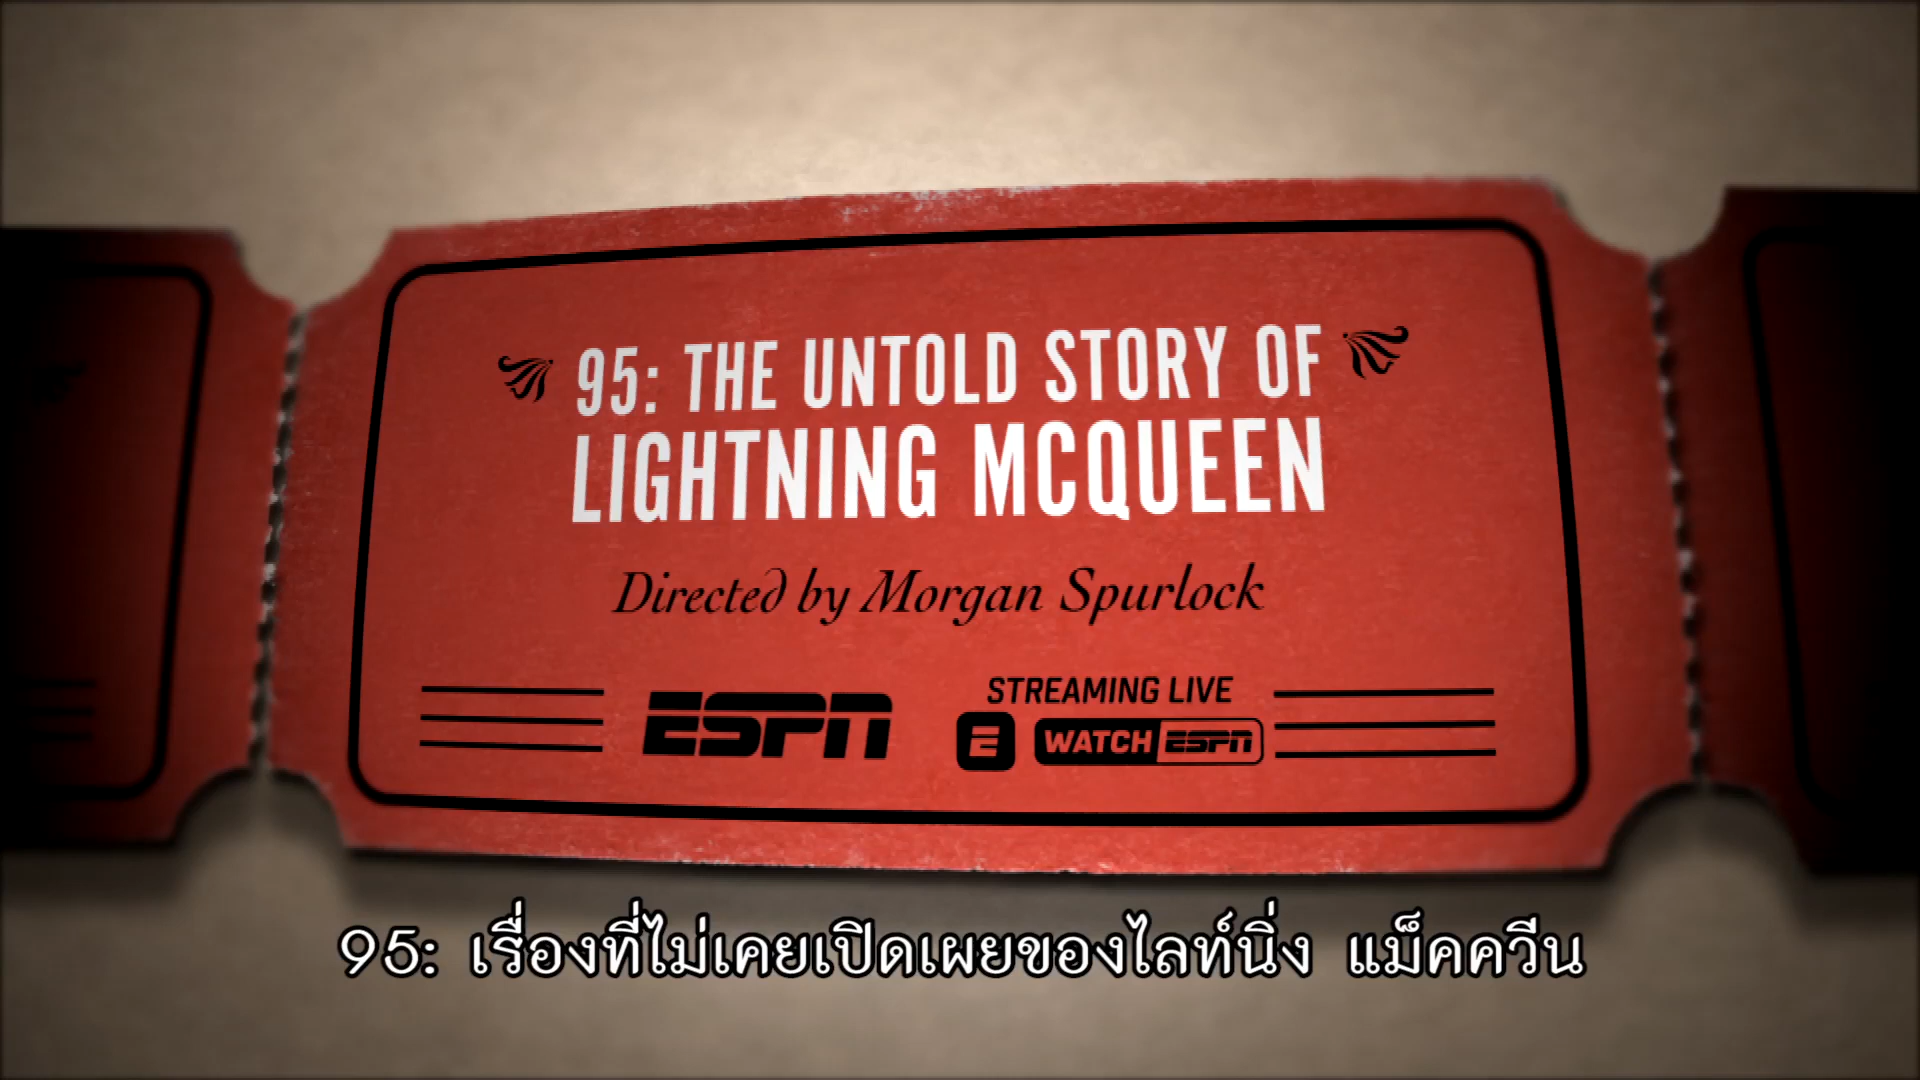 95: THE UNTOLD STORY OF
LIGHTNING MCQUEEN
Directed by Morgan Spurlock
ESPN
STREAMING LIVE
E WATCH ESPN
95: เรื่องที่ไม่เคยเปิดเผยของไลท์นิ่ง แม็คควีน